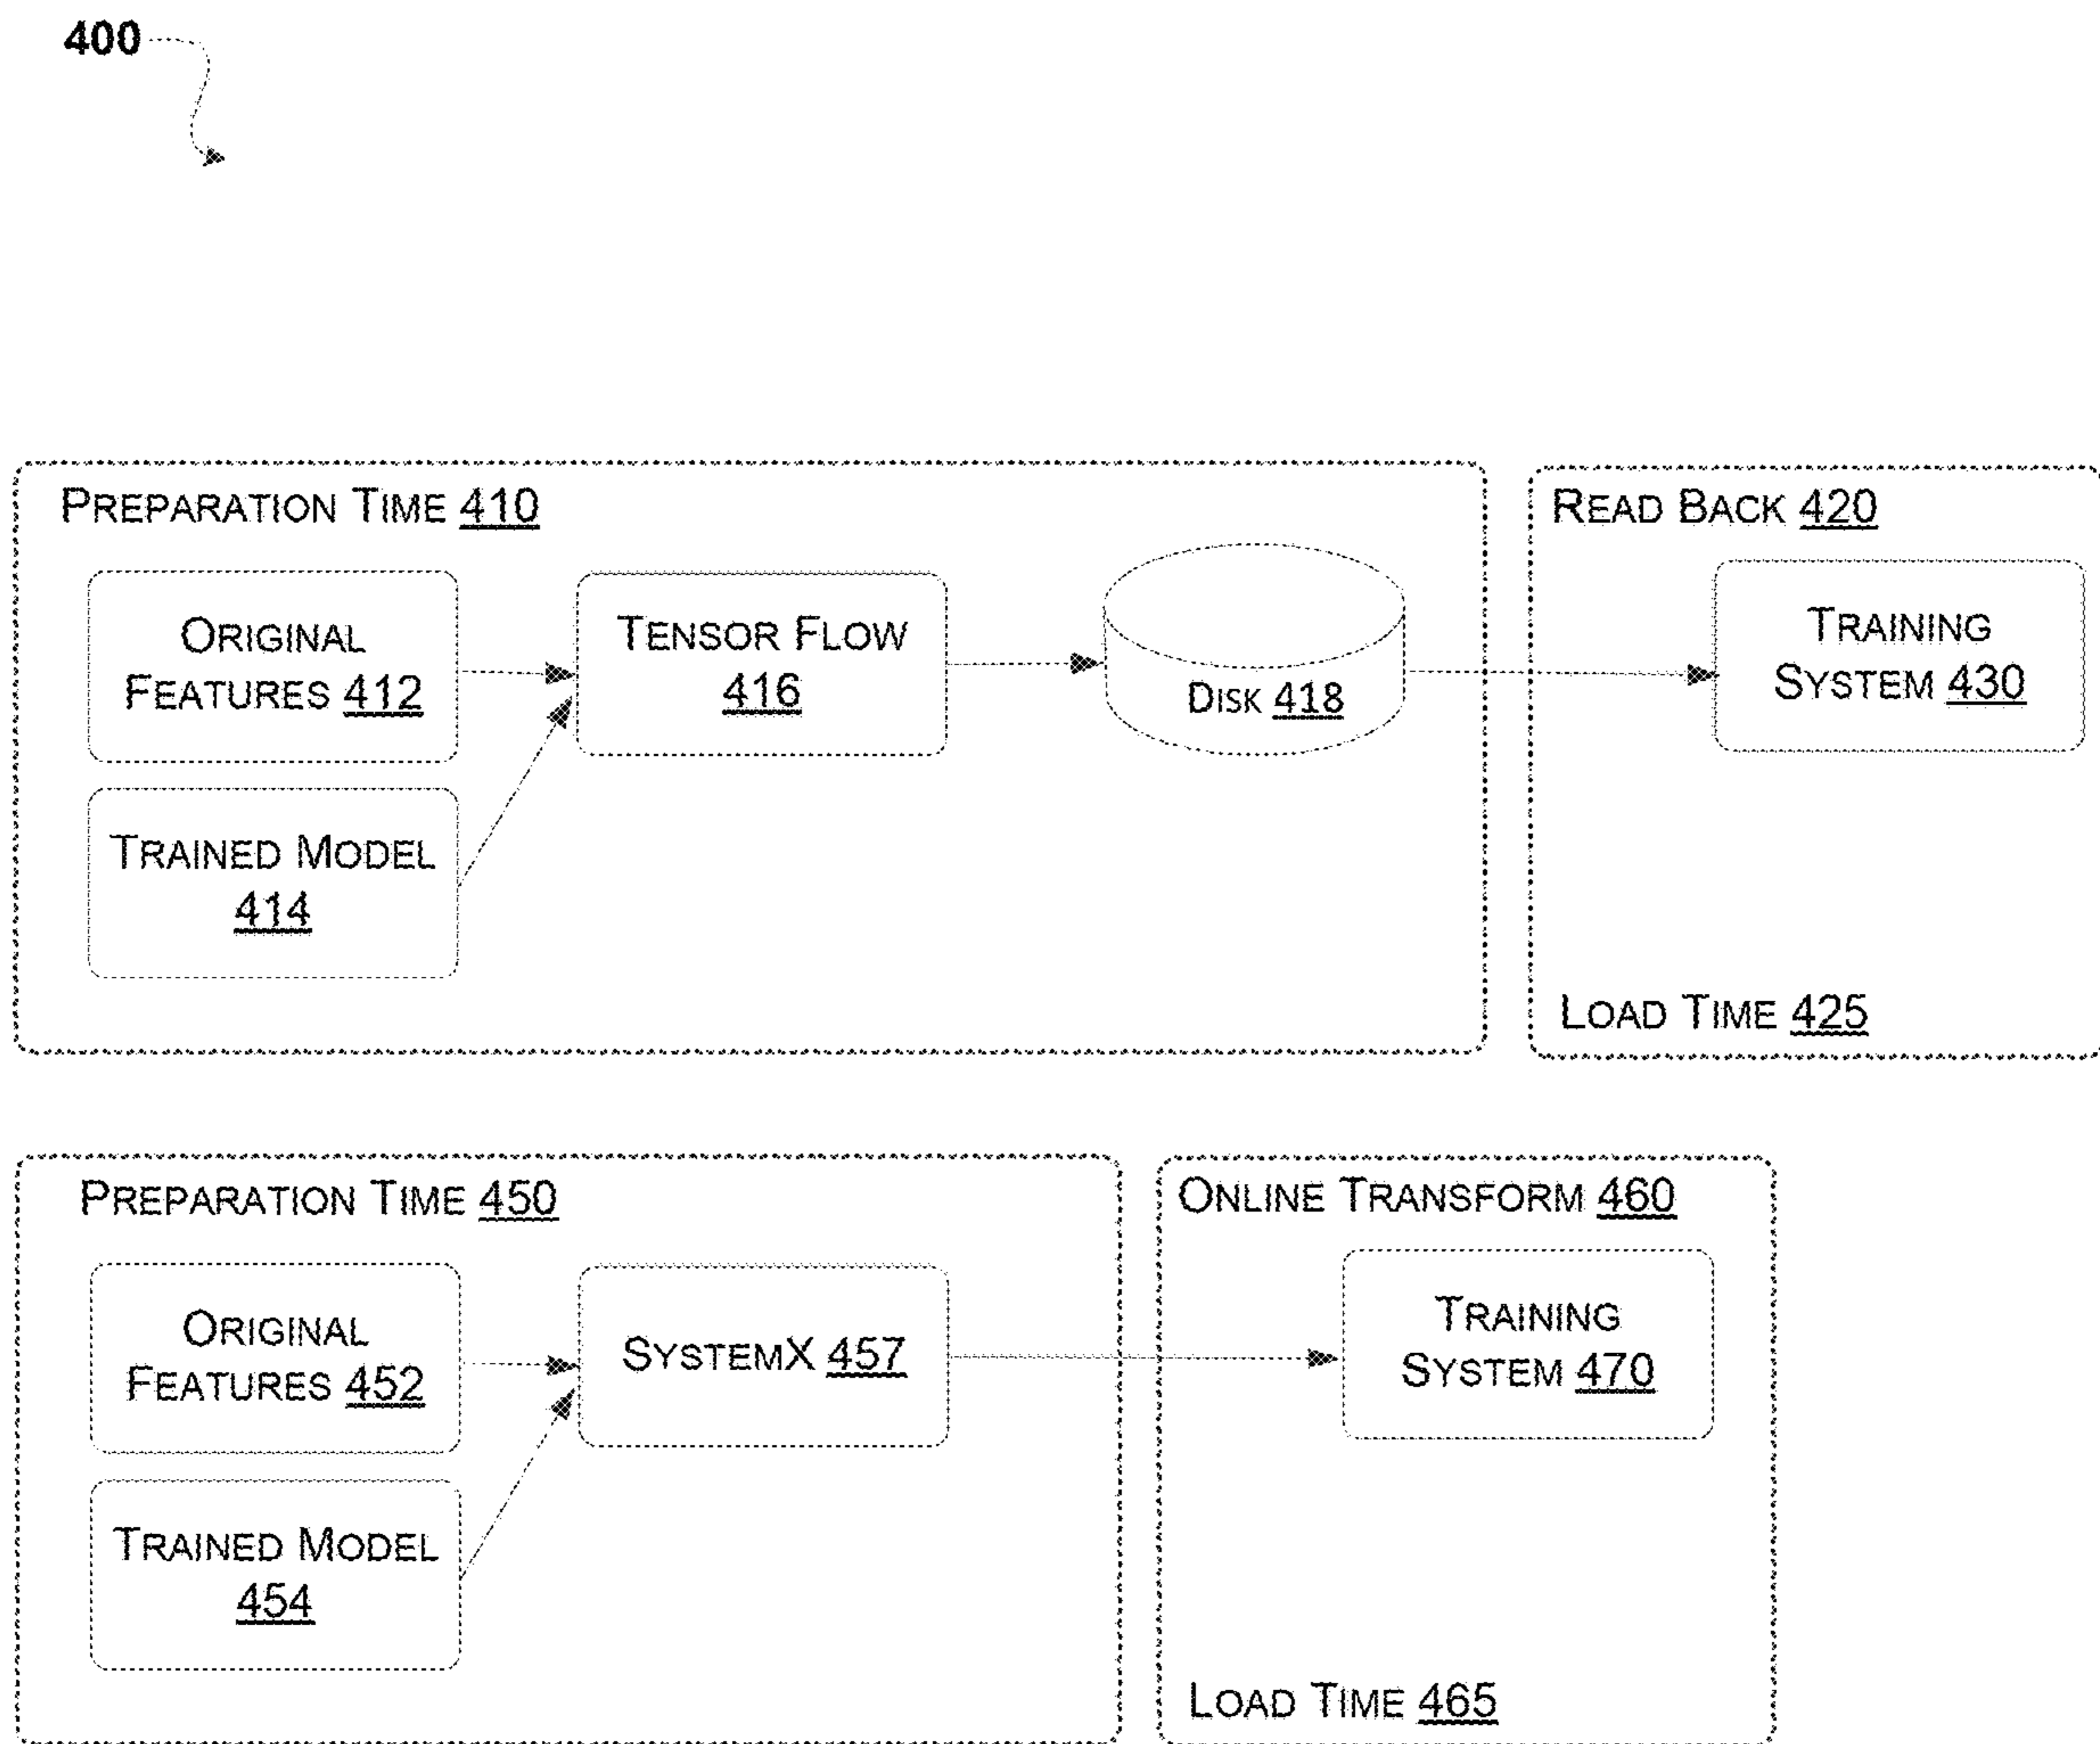 400
PREPARATION TIME 410
ORIGINAL
FEATURES 412
TRAINED MODEL
414
TENSOR FLOW
416
DISK 418
READ BACK 420
TRAINING
SYSTEM 430
LOAD TIME 425
PREPARATION TIME 450
ORIGINAL
FEATURES 452
TRAINED MODEL
454
SYSTEMX 457
ONLINE TRANSFORM 460
TRAINING
SYSTEM 470
LOAD TIME 465